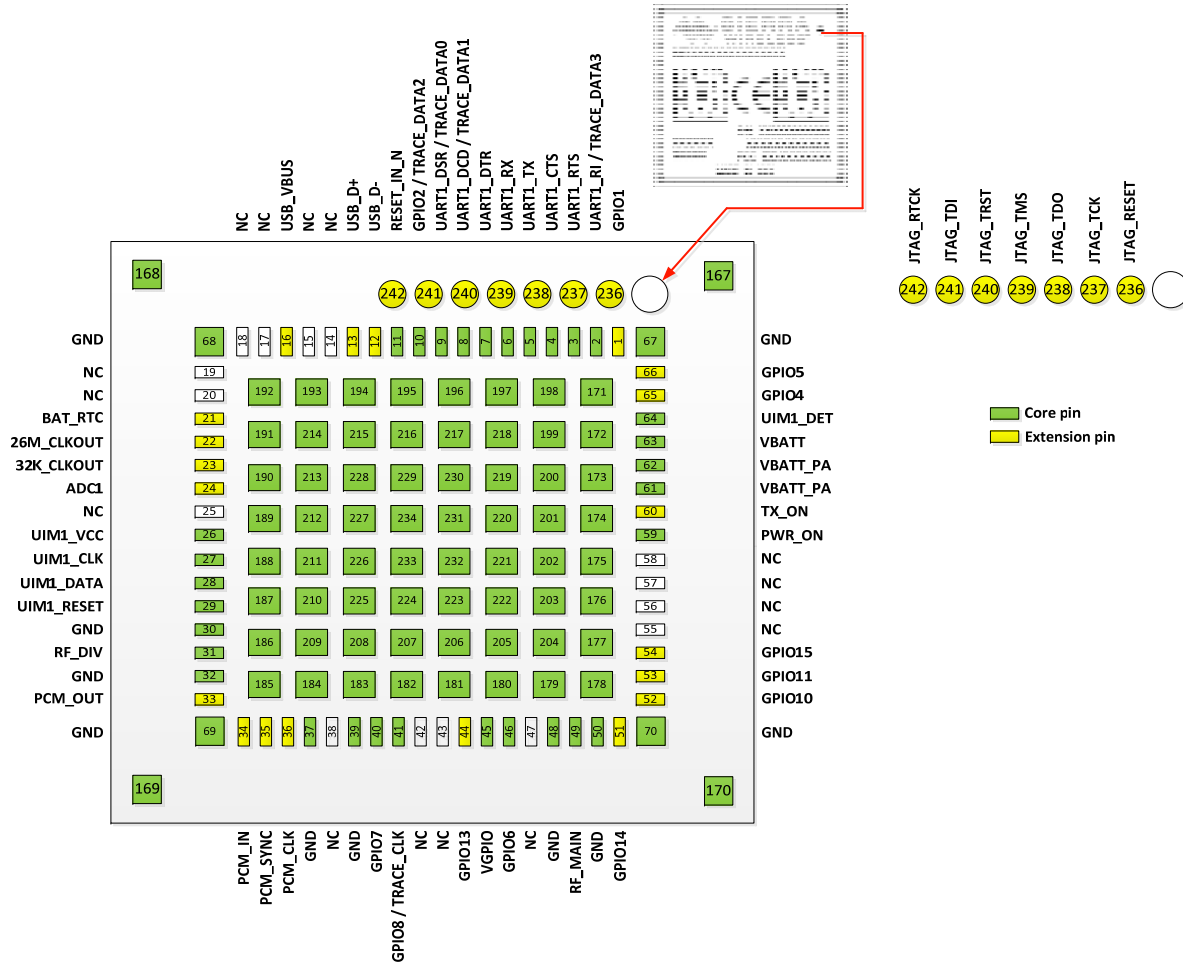 NC
NC
USB_VBUS
NC
NC
USB_D+
USB_D-
RESET_IN_N
GPIO2 / TRACE_DATA2
UART1_DSR / TRACE_DATA0
UART1_DCD / TRACE_DATA1
UART1_DTR
UART1_RX
UART1_TX
UART1_CTS
UART1_RTS
UART1_RI / TRACE_DATA3
GPIO1
JTAG_RTCK
JTAG_TDI
JTAG_TRST
JTAG_TMS
JTAG_TDO
JTAG_TCK
JTAG_RESET
242 241 240 239 238 237 236
168 167
242 241 240 239 238 237 236
GND 68 18 17 16 15 14 13 12 11 10 9 8 7 6 5 4 3 2 1 67 GND
NC 19 66 GPIO5
NC 20 65 GPIO4
192 193 194 195 196 197 198 171
BAT_RTC 21 64 UIM1_DET
26M_CLKOUT 22 63 VBATT
191 214 215 216 217 218 199 172
32K_CLKOUT 23 62 VBATT_PA
190 213 228 229 230 219 200 173
ADC1 24 61 VBATT_PA
NC 25 60 TX_ON
189 212 227 234 231 220 201 174
UIM1_VCC 26 59 PWR_ON
UIM1_CLK 27 58 NC
188 211 226 233 232 221 202 175
UIM1_DATA 28 57 NC
187 210 225 224 223 222 203 176
UIM1_RESET 29 56 NC
GND 30 55 NC
186 209 208 207 206 205 204 177
RF_DIV 31 54 GPIO15
GND 32 53 GPIO11
185 184 183 182 181 180 179 178
PCM_OUT 33 52 GPIO10
GND 69 34 35 36 37 38 39 40 41 42 43 44 45 46 47 48 49 50 51 70 GND
169 170
PCM_IN
PCM_SYNC
PCM_CLK
GND
NC
GND
GPIO7
GPIO8 / TRACE_CLK
NC
NC
GPIO13
VGPIO
GPIO6
NC
GND
RF_MAIN
GND
GPIO14
Core pin
Extension pin